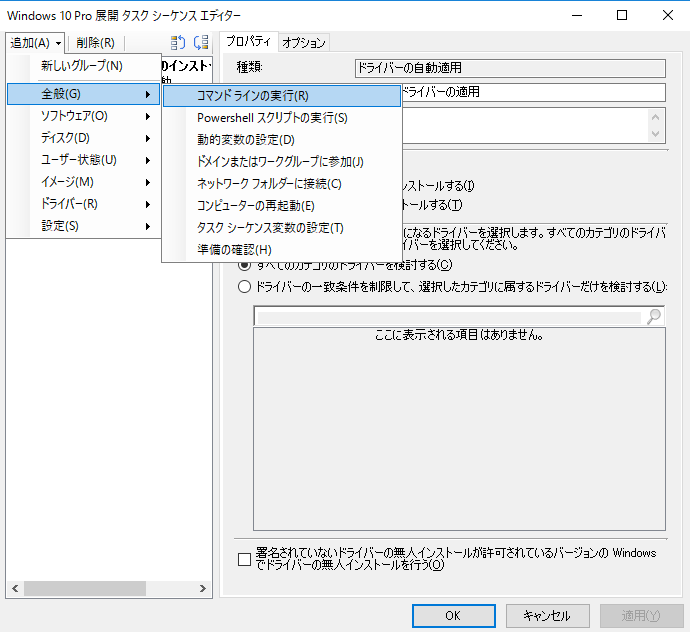 Windows 10 Pro 展開 タスク シーケンス エディター
追加(A)
削除(R)
プロパティ
オプション
新しいグループ(N)
のインスト
全般(G)
ソフトウェア(O)
ディスク(D)
ユーザー状態(U)
イメージ(M)
ドライバー(R)
設定(S)
コマンド ラインの実行(R)
Powershell スクリプトの実行(S)
動的変数の設定(D)
ドメインまたはワークグループに参加(J)
ネットワーク フォルダーに接続(C)
コンピューターの再起動(E)
タスク シーケンス変数の設定(T)
準備の確認(H)
種類:
ドライバーの自動適用
ドライバーの適用
ンストールする(I)
トールする(T)
になるドライバーを選択します。すべてのカテゴリのドライバ
イバーを選択してください。
すべてのカテゴリのドライバーを検討する(C)
ドライバーの一致条件を制限して、選択したカテゴリに属するドライバーだけを検討する(L):
ここに表示される項目はありません。
署名されていないドライバーの無人インストールが許可されているバージョンの Windows
でドライバーの無人インストールを行う(O)
OK
キャンセル
適用(Y)